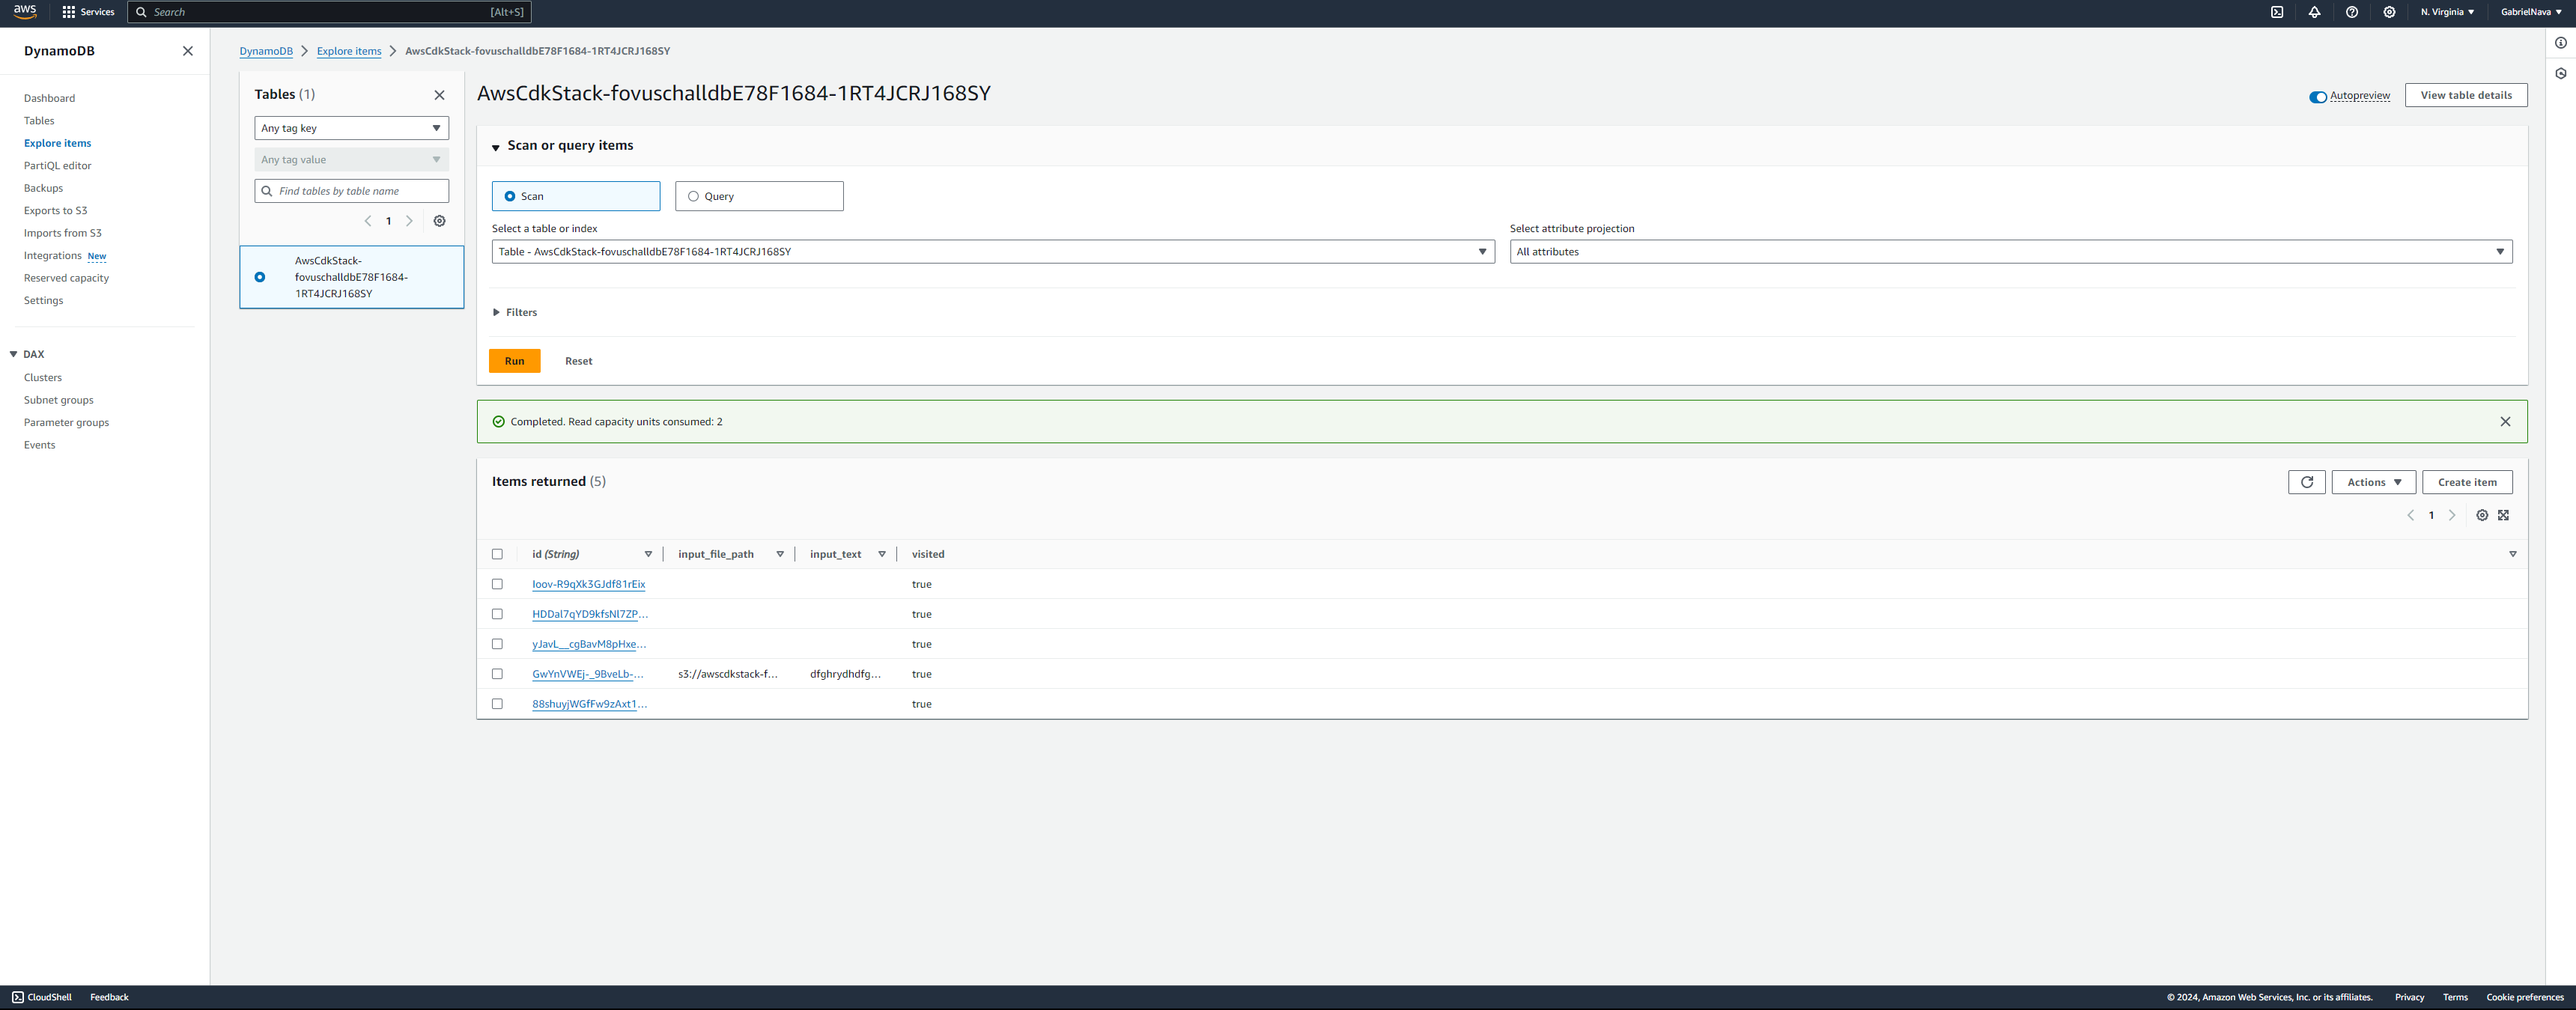 aws Services Search [Alt+S] N. Virginia GabrielNava
DynamoDB
Dashboard
Tables
Explore items
PartiQL editor
Backups
Exports to S3
Imports from S3
Integrations New
Reserved capacity
Settings
DAX
Clusters
Subnet groups
Parameter groups
Events
DynamoDB Explore items AwsCdkStack-fovuschalldbE78F1684-1RT4JCRJ168SY
Tables (1)
Any tag key
Any tag value
Find tables by table name
1
AwsCdkStack-
fovuschalldbE78F1684-
1RT4JCRJ168SY
AwsCdkStack-fovuschalldbE78F1684-1RT4JCRJ168SY
Autopreview View table details
Scan or query items
Scan Query
Select a table or index Select attribute projection
Table - AwsCdkStack-fovuschalldbE78F1684-1RT4JCRJ168SY All attributes
Filters
Run Reset
Completed. Read capacity units consumed: 2
Items returned (5) Actions Create item
1
id (String) input_file_path input_text visited
Ioov-R9qXk3GJdf81rEix true
HDDal7qYD9kfsNl7ZP... true
yJavL__cgBavM8pHxe... true
GwYnVWEj-_9BveLb-... s3://awscdkstack-f... dfghrydhdfg... true
88shuyjWGfFw9zAxt1... true
CloudShell Feedback © 2024, Amazon Web Services, Inc. or its affiliates. Privacy Terms Cookie preferences